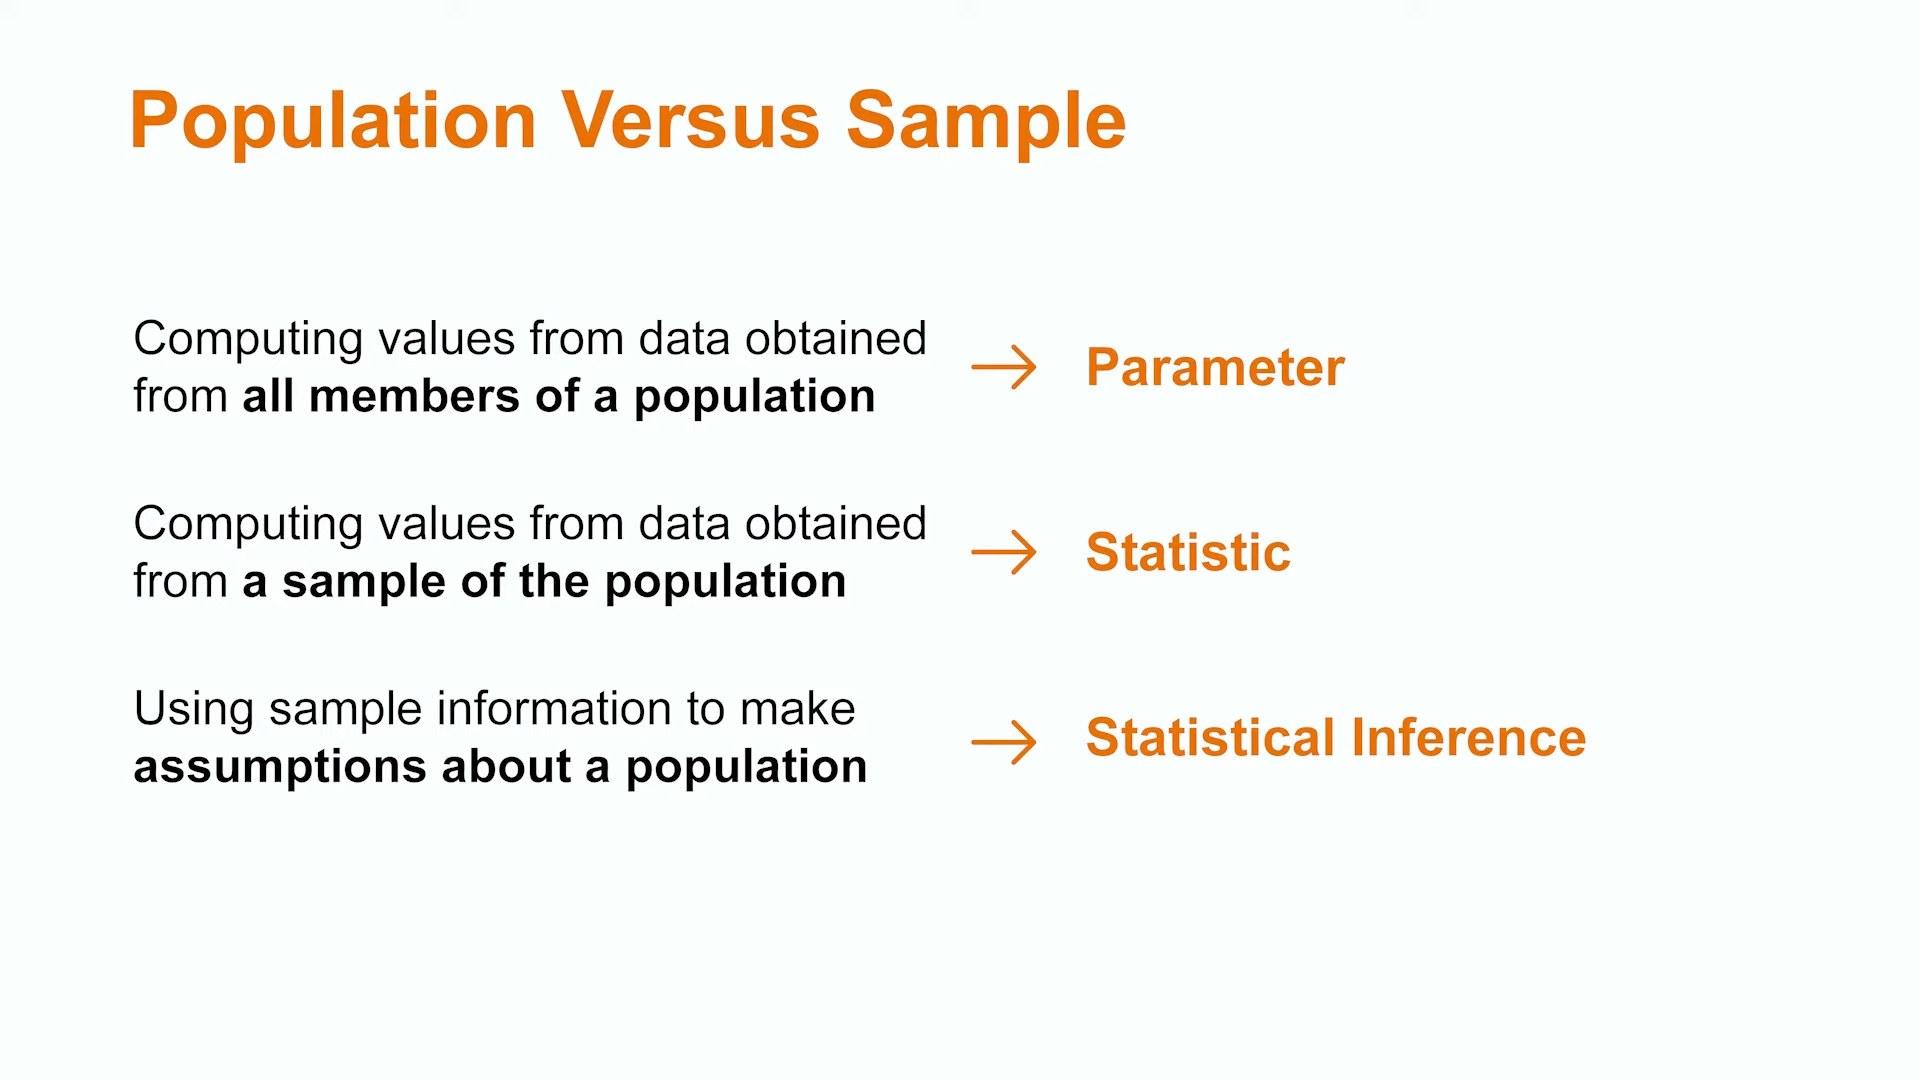 Population Versus Sample
Computing values from data obtained
from all members of a population
Parameter
Computing values from data obtained
from a sample of the population
Statistic
Using sample information to make
assumptions about a population
Statistical Inference